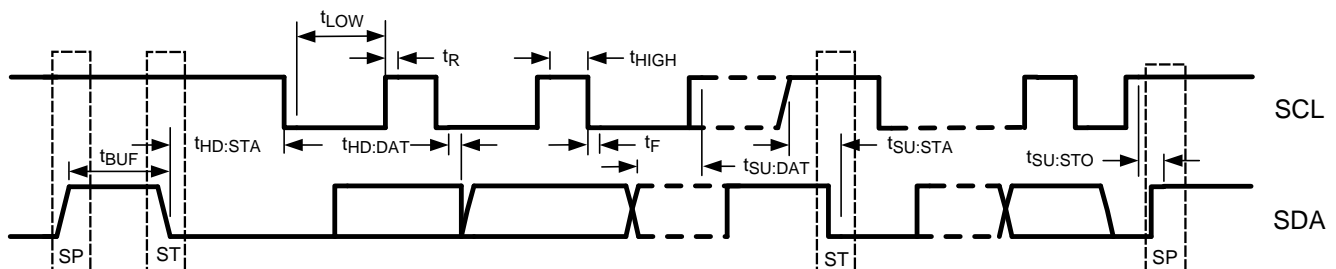 tLOW
tR
tHIGH
SCL
tBUF
tHD:STA
tHD:DAT
tF
tSU:DAT
tSU:STA
tSU:STO
SDA
SP
ST
ST
SP